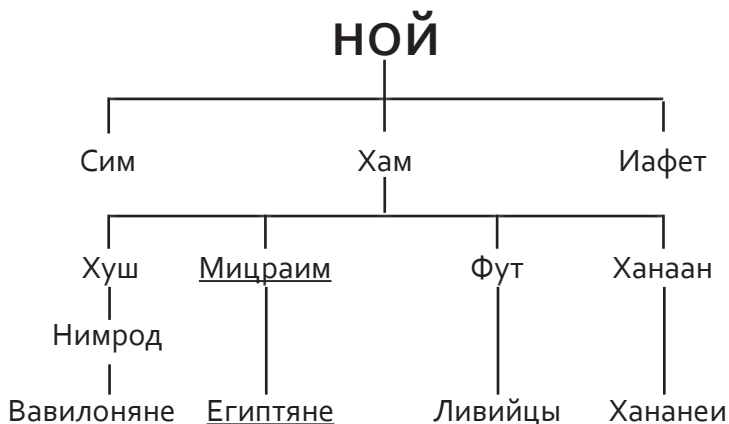 НОЙ
Сим Хам Иафет
Хуш Мицраим Фут Ханаан
Нимрод
Вавилоняне Египтяне Ливийцы Хананеи